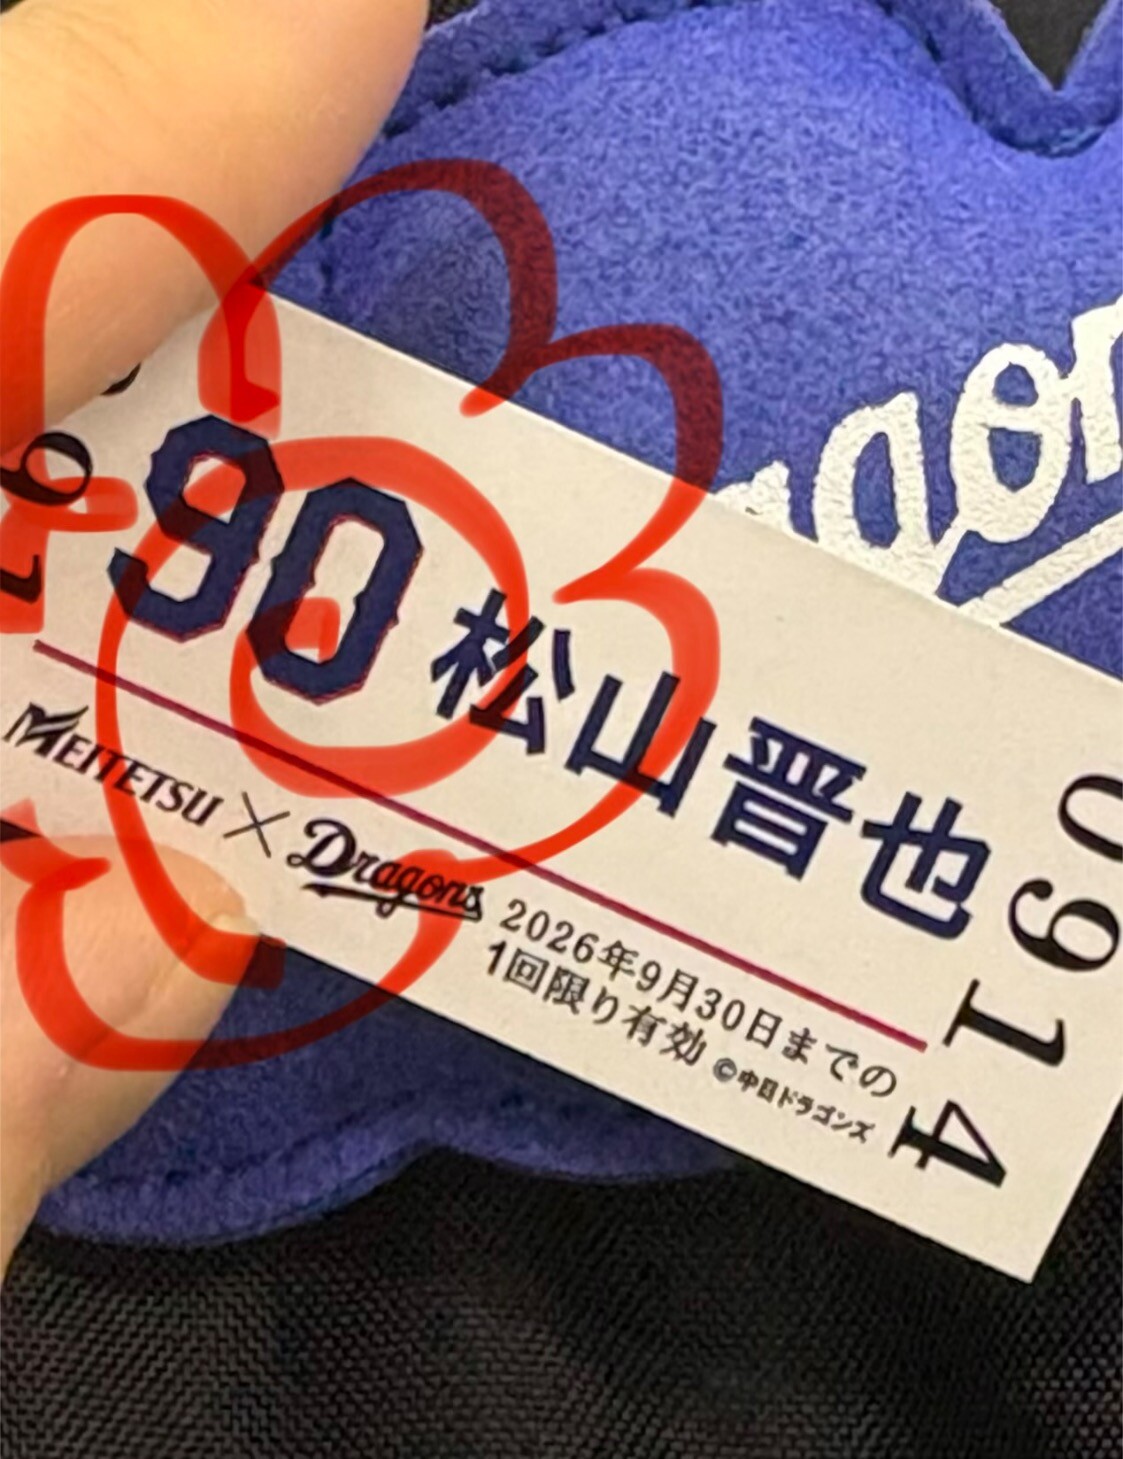 90 松山晋也
MEITETSU × Dragons
2026年9月30日までの
1回限り有効
©中日ドラゴンズ
0914